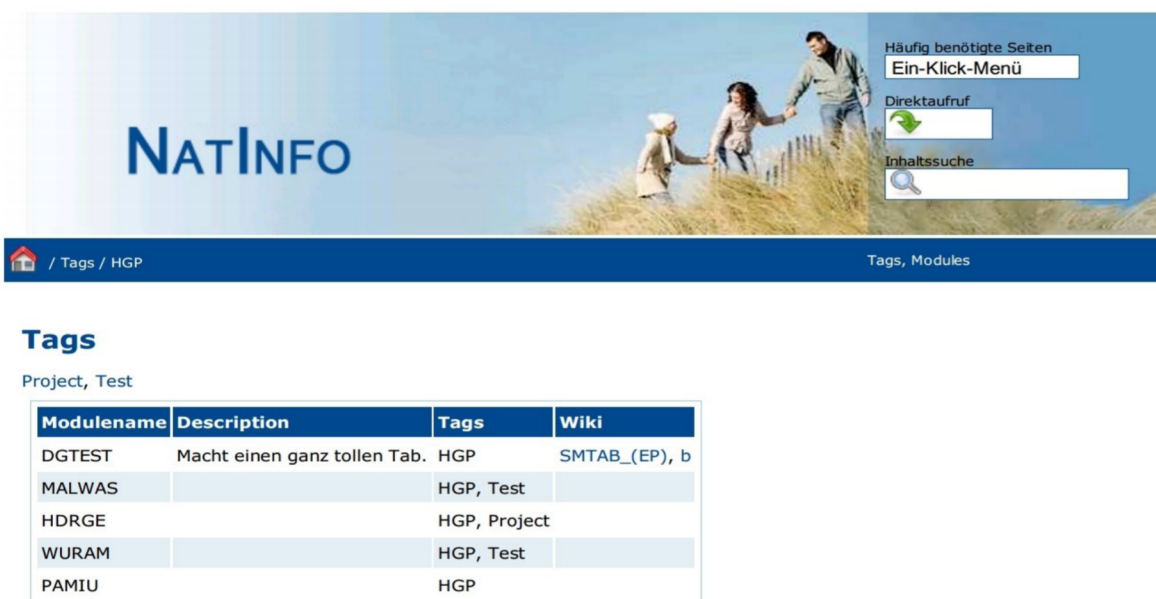 Häufig benötigte Seiten
Ein-Klick-Menü
Direktaufruf
NATINFO
Inhaltssuche
/ Tags / HGP Tags, Modules
Tags
Project, Test
Modulename Description Tags Wiki
DGTEST Macht einen ganz tollen Tab. HGP SMTAB_(EP), b
MALWAS HGP, Test
HDRGE HGP, Project
WURAM HGP, Test
PAMIU HGP